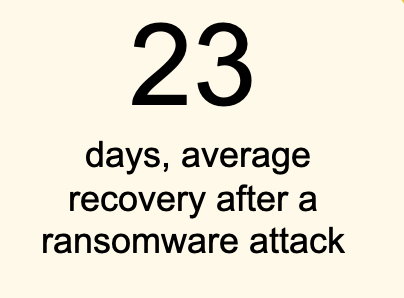 23
days, average
recovery after a
ransomware attack